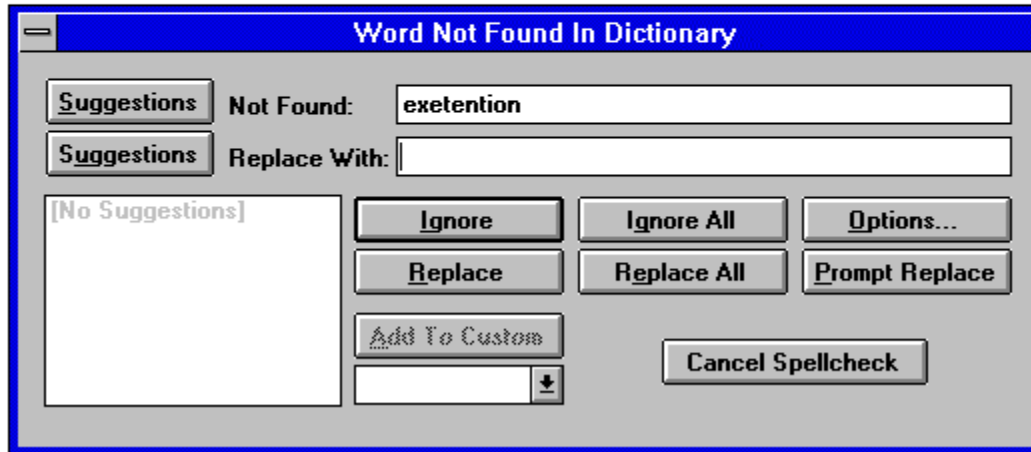 Word Not Found In Dictionary
Suggestions Not Found: exetention
Suggestions Replace With:
[No Suggestions]
Ignore Ignore All Options...
Replace Replace All Prompt Replace
Add To Custom
Cancel Spellcheck